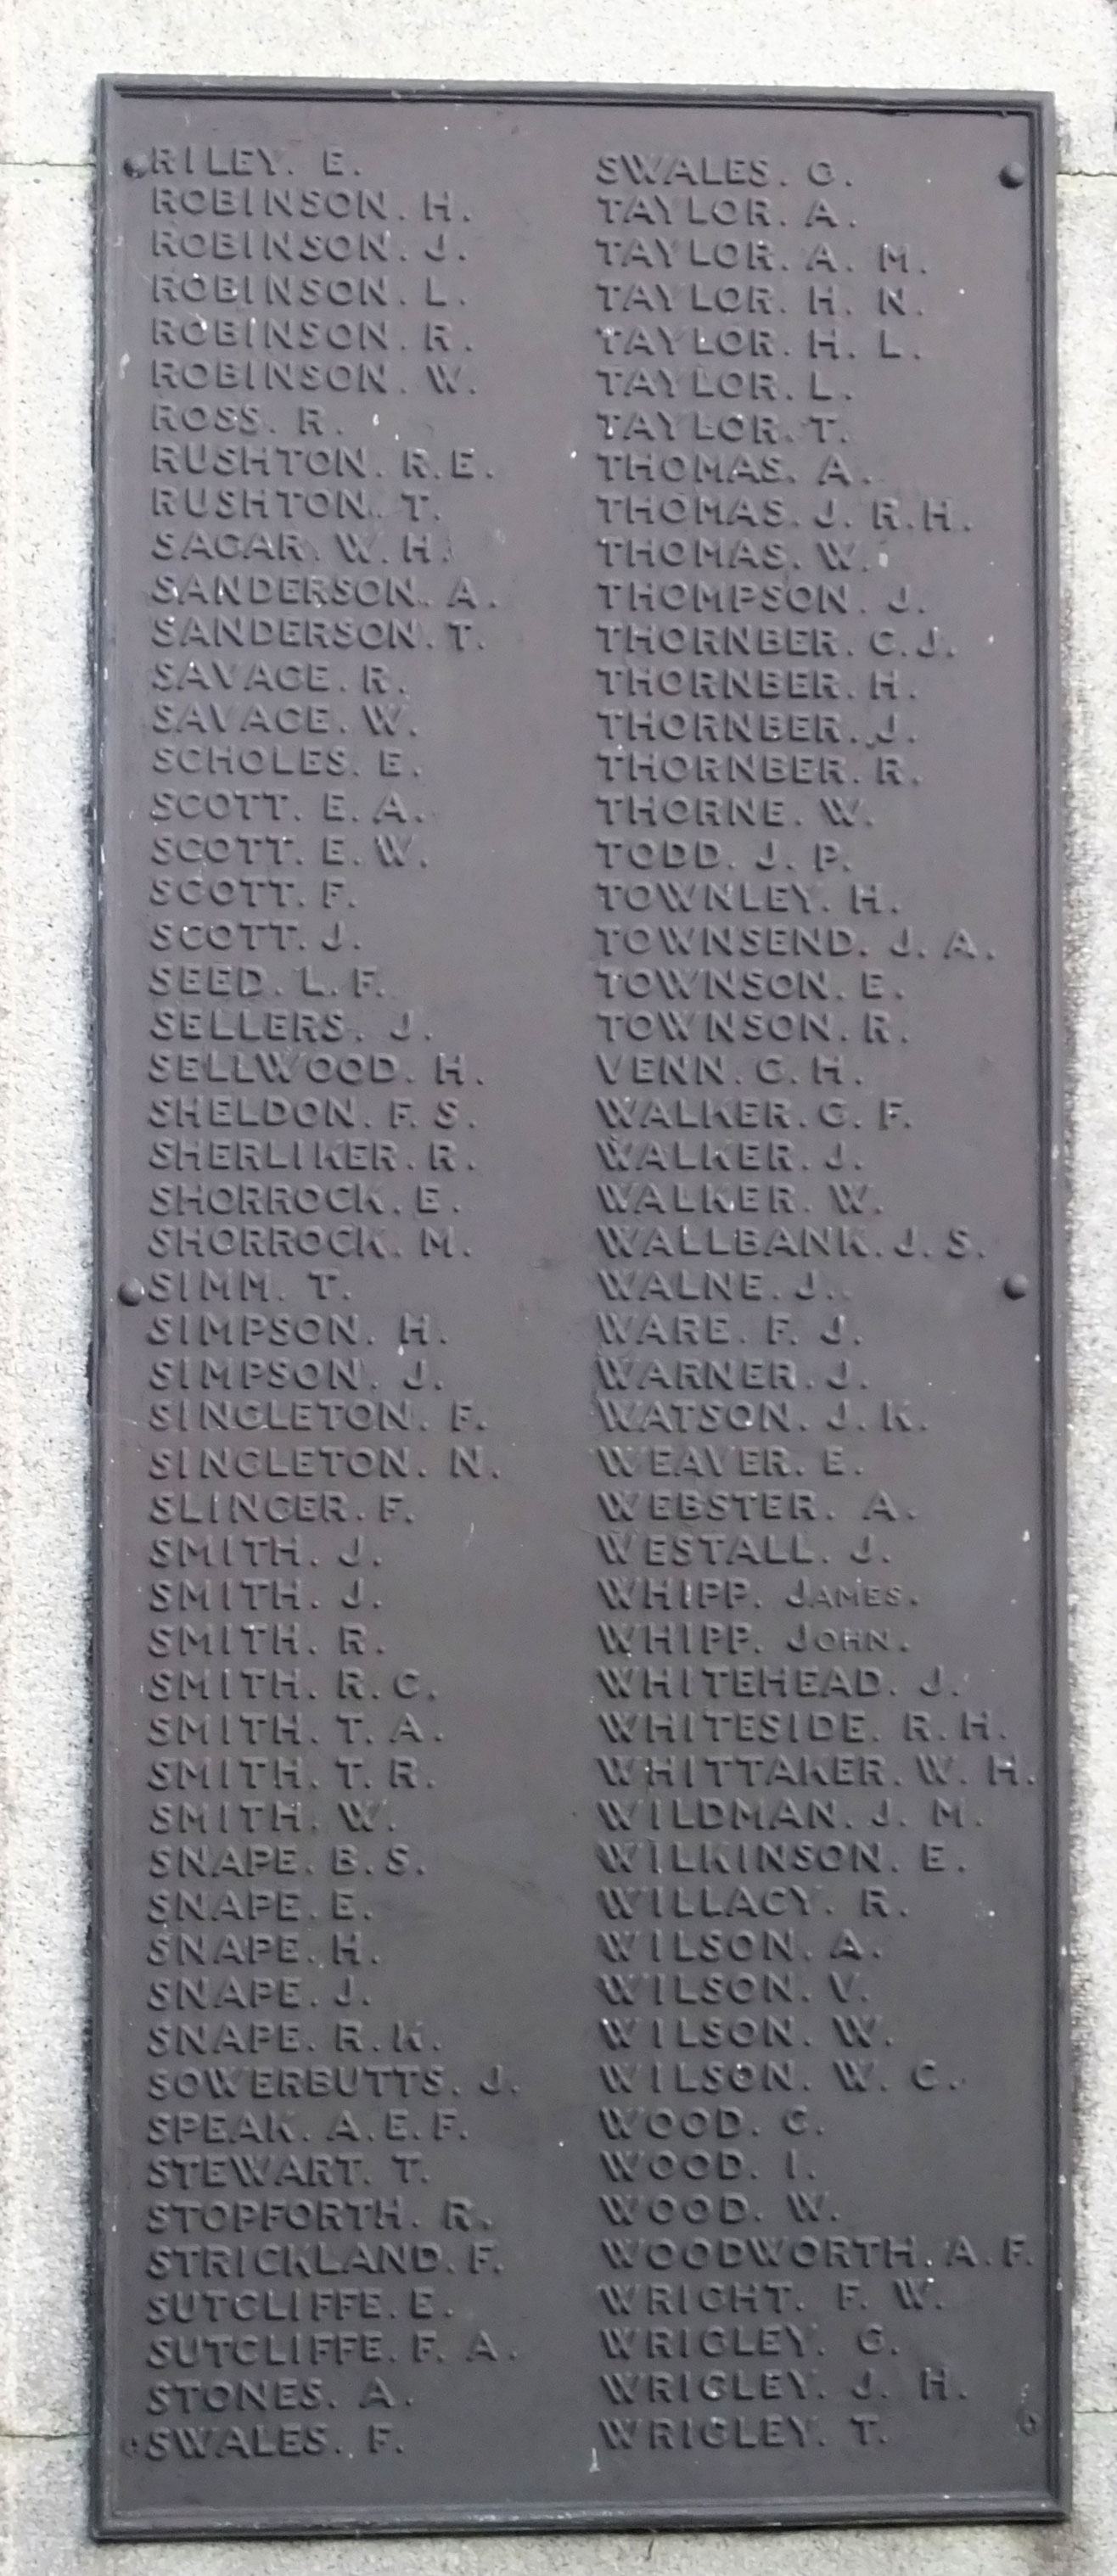 RILEY. E.
ROBINSON. H.
ROBINSON. J.
ROBINSON. L.
ROBINSON. R.
ROBINSON. W.
ROSS. R.
RUSHTON. R.E.
RUSHTON. T.
SAGAR. W. H.
SANDERSON. A.
SANDERSON. T.
SAVAGE. R.
SAVAGE. W.
SCHOLES. E.
SCOTT. E. A.
SCOTT. E. W.
SCOTT. F.
SCOTT. J.
SEED. L. F.
SELLERS. J.
SELLWOOD. H.
SHELDON. F. S.
SHERLIKER. R.
SHORROCK. E.
SHORROCK. M.
SIMM. T.
SIMPSON. H.
SIMPSON. J.
SINGLETON. F.
SINGLETON. N.
SLINGER. F.
SMITH. J.
SMITH. J.
SMITH. R.
SMITH. R. C.
SMITH. T. A.
SMITH. T. R.
SMITH. W.
SNAPE. B. S.
SNAPE. E.
SNAPE. H.
SNAPE. J.
SNAPE. R. K.
SOWERBUTTS. J.
SPEAK. A. E. F.
STEWART. T.
STOPFORTH. R.
STRICKLAND. F.
SUTCLIFFE. E.
SUTCLIFFE. F. A.
STONES. A.
SWALES. F.
SWALES. G.
TAYLOR. A.
TAYLOR. A. M.
TAYLOR. H. N.
TAYLOR. H. L.
TAYLOR. L.
TAYLOR. T.
THOMAS. A.
THOMAS. J. R. H.
THOMAS. W.
THOMPSON. J.
THORNBER. C. J.
THORNBER. H.
THORNBER. J.
THORNBER. R.
THORNE. W.
TODD. J. P.
TOWNLEY. H.
TOWNSEND. J. A.
TOWNSON. E.
TOWNSON. R.
VENN. C. H.
WALKER. G. F.
WALKER. J.
WALKER. W.
WALLBANK. J. S.
WALNE. J.
WARE. F. J.
WARNER. J.
WATSON. J. K.
WEAVER. E.
WEBSTER. A.
WESTALL. J.
WHIPP. JAMES.
WHIPP. JOHN.
WHITEHEAD. J.
WHITESIDE. R. H.
WHITTAKER. W. H.
WILDMAN. J. M.
WILKINSON. E.
WILLACY. R.
WILSON. A.
WILSON. V.
WILSON. W.
WILSON. W. C.
WOOD. G.
WOOD. I.
WOOD. W.
WOODWORTH. A. F.
WRIGHT. F. W.
WRIGLEY. G.
WRIGLEY. J. H.
WRIGLEY. T.